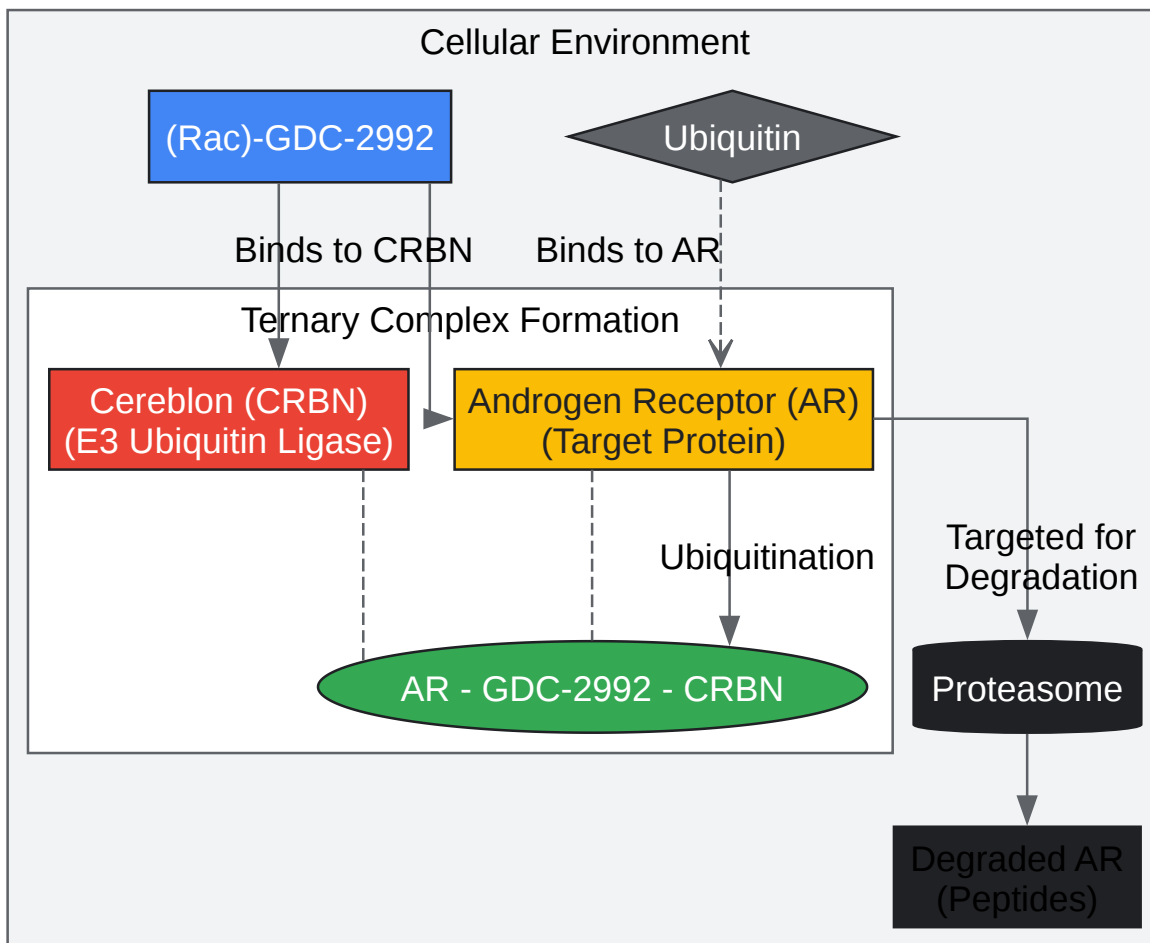 Cellular Environment
(Rac)-GDC-2992
Ubiquitin
Binds to CRBN
Binds to AR
Ternary Complex Formation
Cereblon (CRBN)
(E3 Ubiquitin Ligase)
Androgen Receptor (AR)
(Target Protein)
Ubiquitination
Targeted for
Degradation
AR - GDC-2992 - CRBN
Proteasome
Degraded AR
(Peptides)